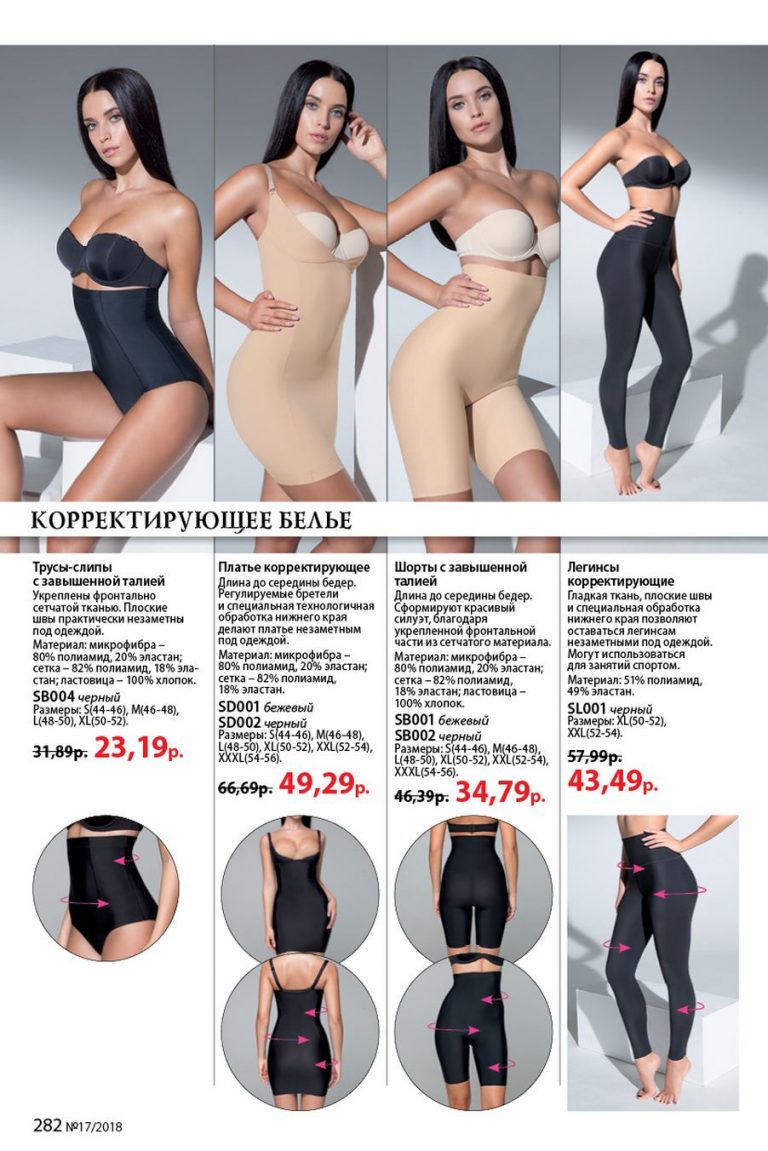 КОРРЕКТИРУЮЩЕЕ БЕЛЬЕ
Трусы-слипы
с завышенной талией
Укреплены фронтально
сетчатой тканью. Плоские
швы практически незаметны
под одеждой.
Материал: микрофибра –
80% полиамид, 20% эластан;
сетка – 82% полиамид, 18% эла-
стан; ластовица – 100% хлопок.
SB004 черный
Размеры: S(44-46), M(46-48),
L(48-50), XL(50-52).
31,89р. 23,19р.
Платье корректирующее
Длина до середины бедер.
Регулируемые бретели
и специальная технологичная
обработка нижнего края
делают платье незаметным
под одеждой.
Материал: микрофибра –
80% полиамид, 20% эластан;
сетка – 82% полиамид,
18% эластан.
SD001 бежевый
SD002 черный
Размеры: S(44-46), M(46-48),
L(48-50), XL(50-52), XXL(52-54),
XXXL(54-56).
66,69р. 49,29р.
Шорты с завышенной
талией
Длина до середины бедер.
Сформируют красивый
силуэт, благодаря
укрепленной фронтальной
части из сетчатого материала.
Материал: микрофибра –
80% полиамид, 20% эластан;
сетка – 82% полиамид,
18% эластан; ластовица –
100% хлопок.
SB001 бежевый
SB002 черный
Размеры: S(44-46), M(46-48),
L(48-50), XL(50-52), XXL(52-54),
XXXL(54-56).
46,39р. 34,79р.
Легинсы
корректирующие
Гладкая ткань, плоские швы
и специальная обработка
нижнего края позволяют
оставаться легинсам
незаметными под одеждой.
Могут использоваться
для занятий спортом.
Материал: 51% полиамид,
49% эластан.
SL001 черный
Размеры: XL(50-52),
XXL(52-54).
57,99р.
43,49р.
282 №17/2018